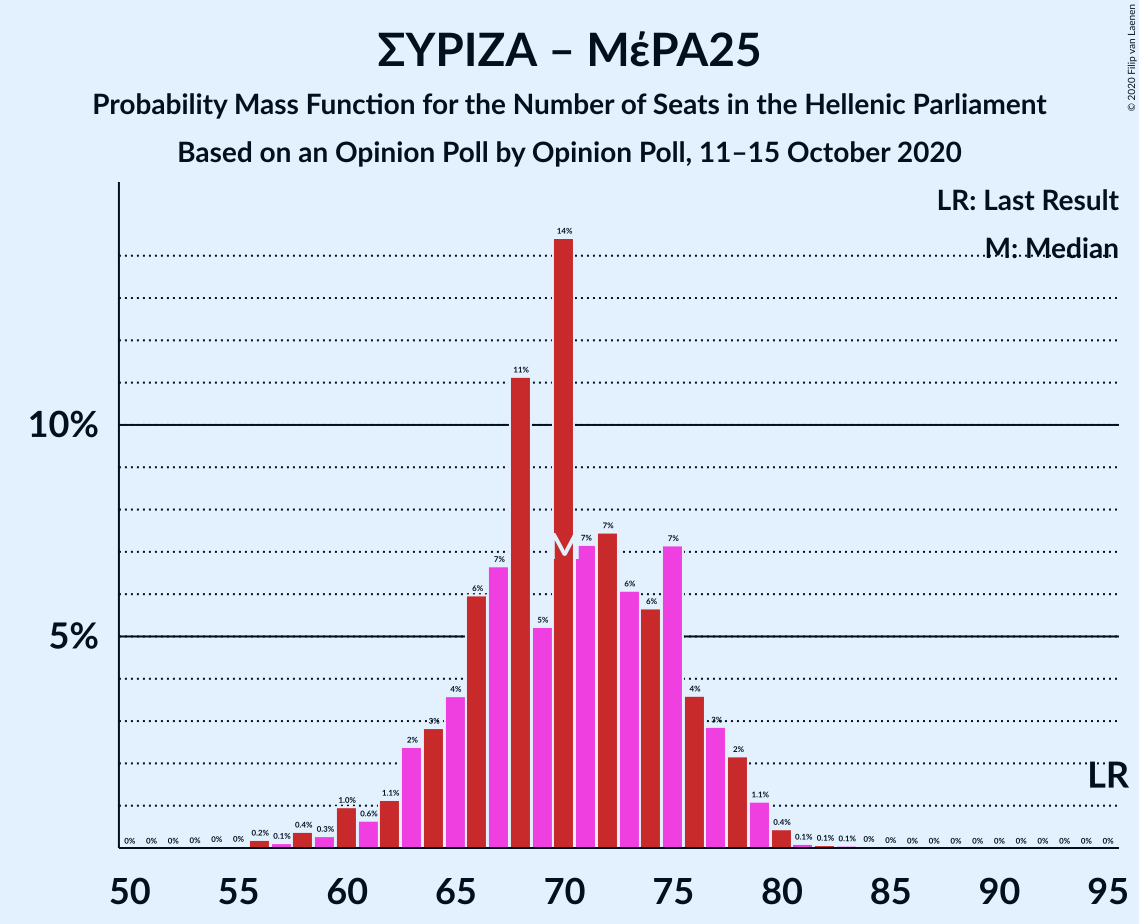 ΣΥΡΙΖΑ – ΜέΡΑ25
Probability Mass Function for the Number of Seats in the Hellenic Parliament
Based on an Opinion Poll by Opinion Poll, 11–15 October 2020
© 2020 Filip van Laenen
LR: Last Result
M: Median
10%
5%
0% 0% 0% 0% 0% 0% 0.2% 0.1% 0.4% 0.3% 1.0% 0.6% 1.1% 2% 3% 4% 6% 7% 11% 5% 14% 7% 7% 6% 6% 7% 4% 3% 2% 1.1% 0.4% 0.1% 0.1% 0.1% 0% 0% 0% 0% 0% 0% 0% 0% 0% 0% 0% 0%
M
LR
50 55 60 65 70 75 80 85 90 95